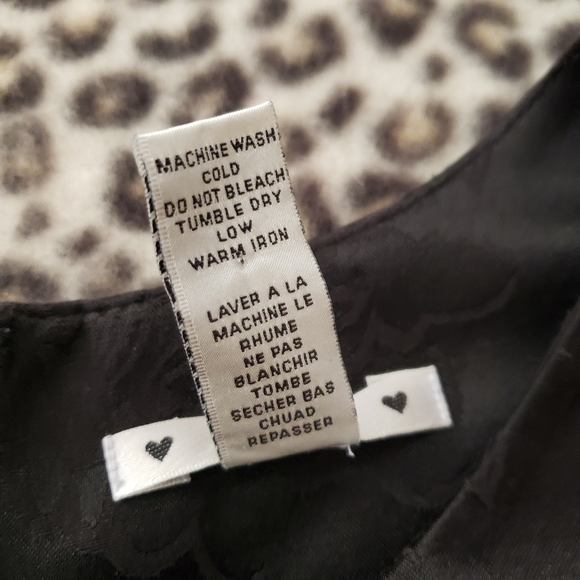 MACHINE WASH
COLD
DO NOT BLEACH
TUMBLE DRY
LOW
WARM IRON
LAVER A LA
MACHINE LE
RHUME
NE PAS
BLANCHIR
TOMBE
SECHER BAS
CHUAD
REPASSER